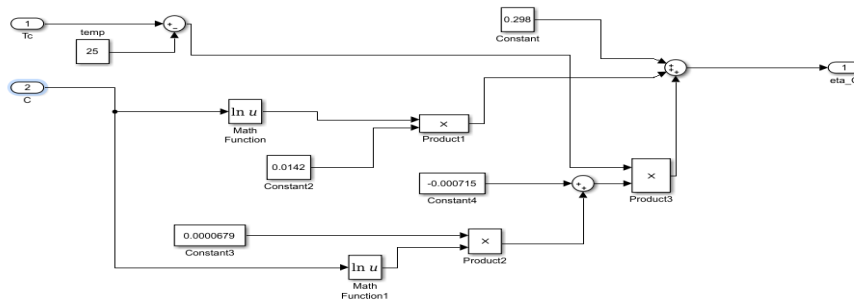 1
Tc
temp
25
+
−
0.298
Constant
+
+
+
1
eta_C
2
C
ln u
Math
Function
×
Product1
0.0142
Constant2
-0.000715
Constant4
+
+
×
Product3
0.0000679
Constant3
×
Product2
ln u
Math
Function1